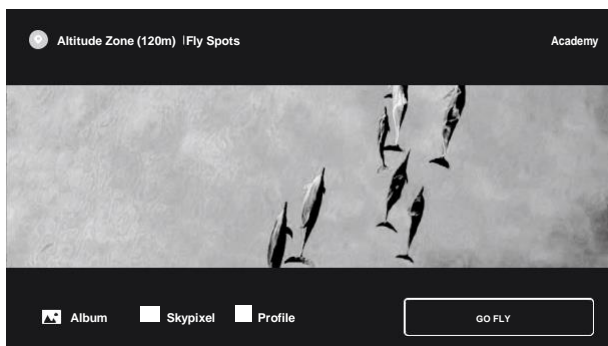 Altitude Zone (120m) |Fly Spots
Academy
Album
Skypixel
Profile
GO FLY